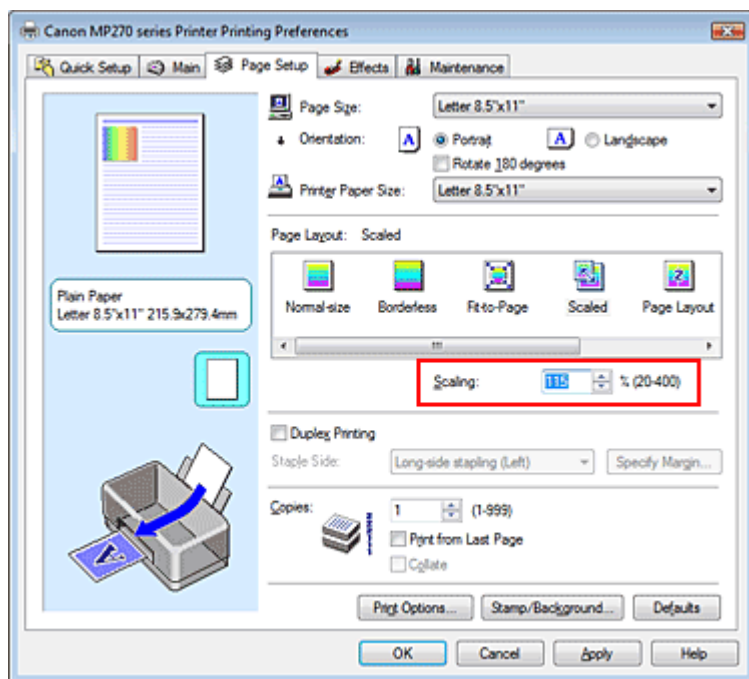 Canon MP270 series Printer Printing Preferences
Quick Setup Main Page Setup Effects Maintenance
Page Size: Letter 8.5"x11"
Orientation: A Portrait A Landscape
Rotate 180 degrees
Printer Paper Size: Letter 8.5"x11"
Page Layout: Scaled
Normal-size Borderless Fit-to-Page Scaled Page Layout
Plain Paper
Letter 8.5"x11" 215.9x279.4mm
Scaling: 115 % (20-400)
Duplex Printing
Staple Side: Long-side stapling (Left) Specify Margin...
Copies: 1 (1-999)
Print from Last Page
Collate
Print Options... Stamp/Background... Defaults
OK Cancel Apply Help